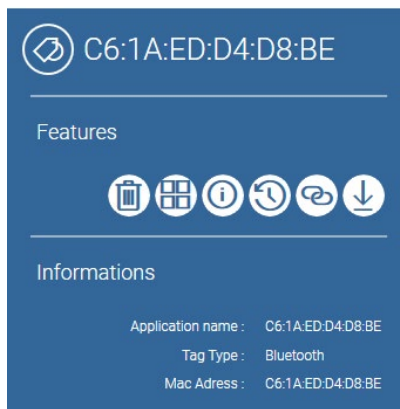 C6:1A:ED:D4:D8:BE
Features
Informations
Application name : C6:1A:ED:D4:D8:BE
Tag Type : Bluetooth
Mac Adress : C6:1A:ED:D4:D8:BE